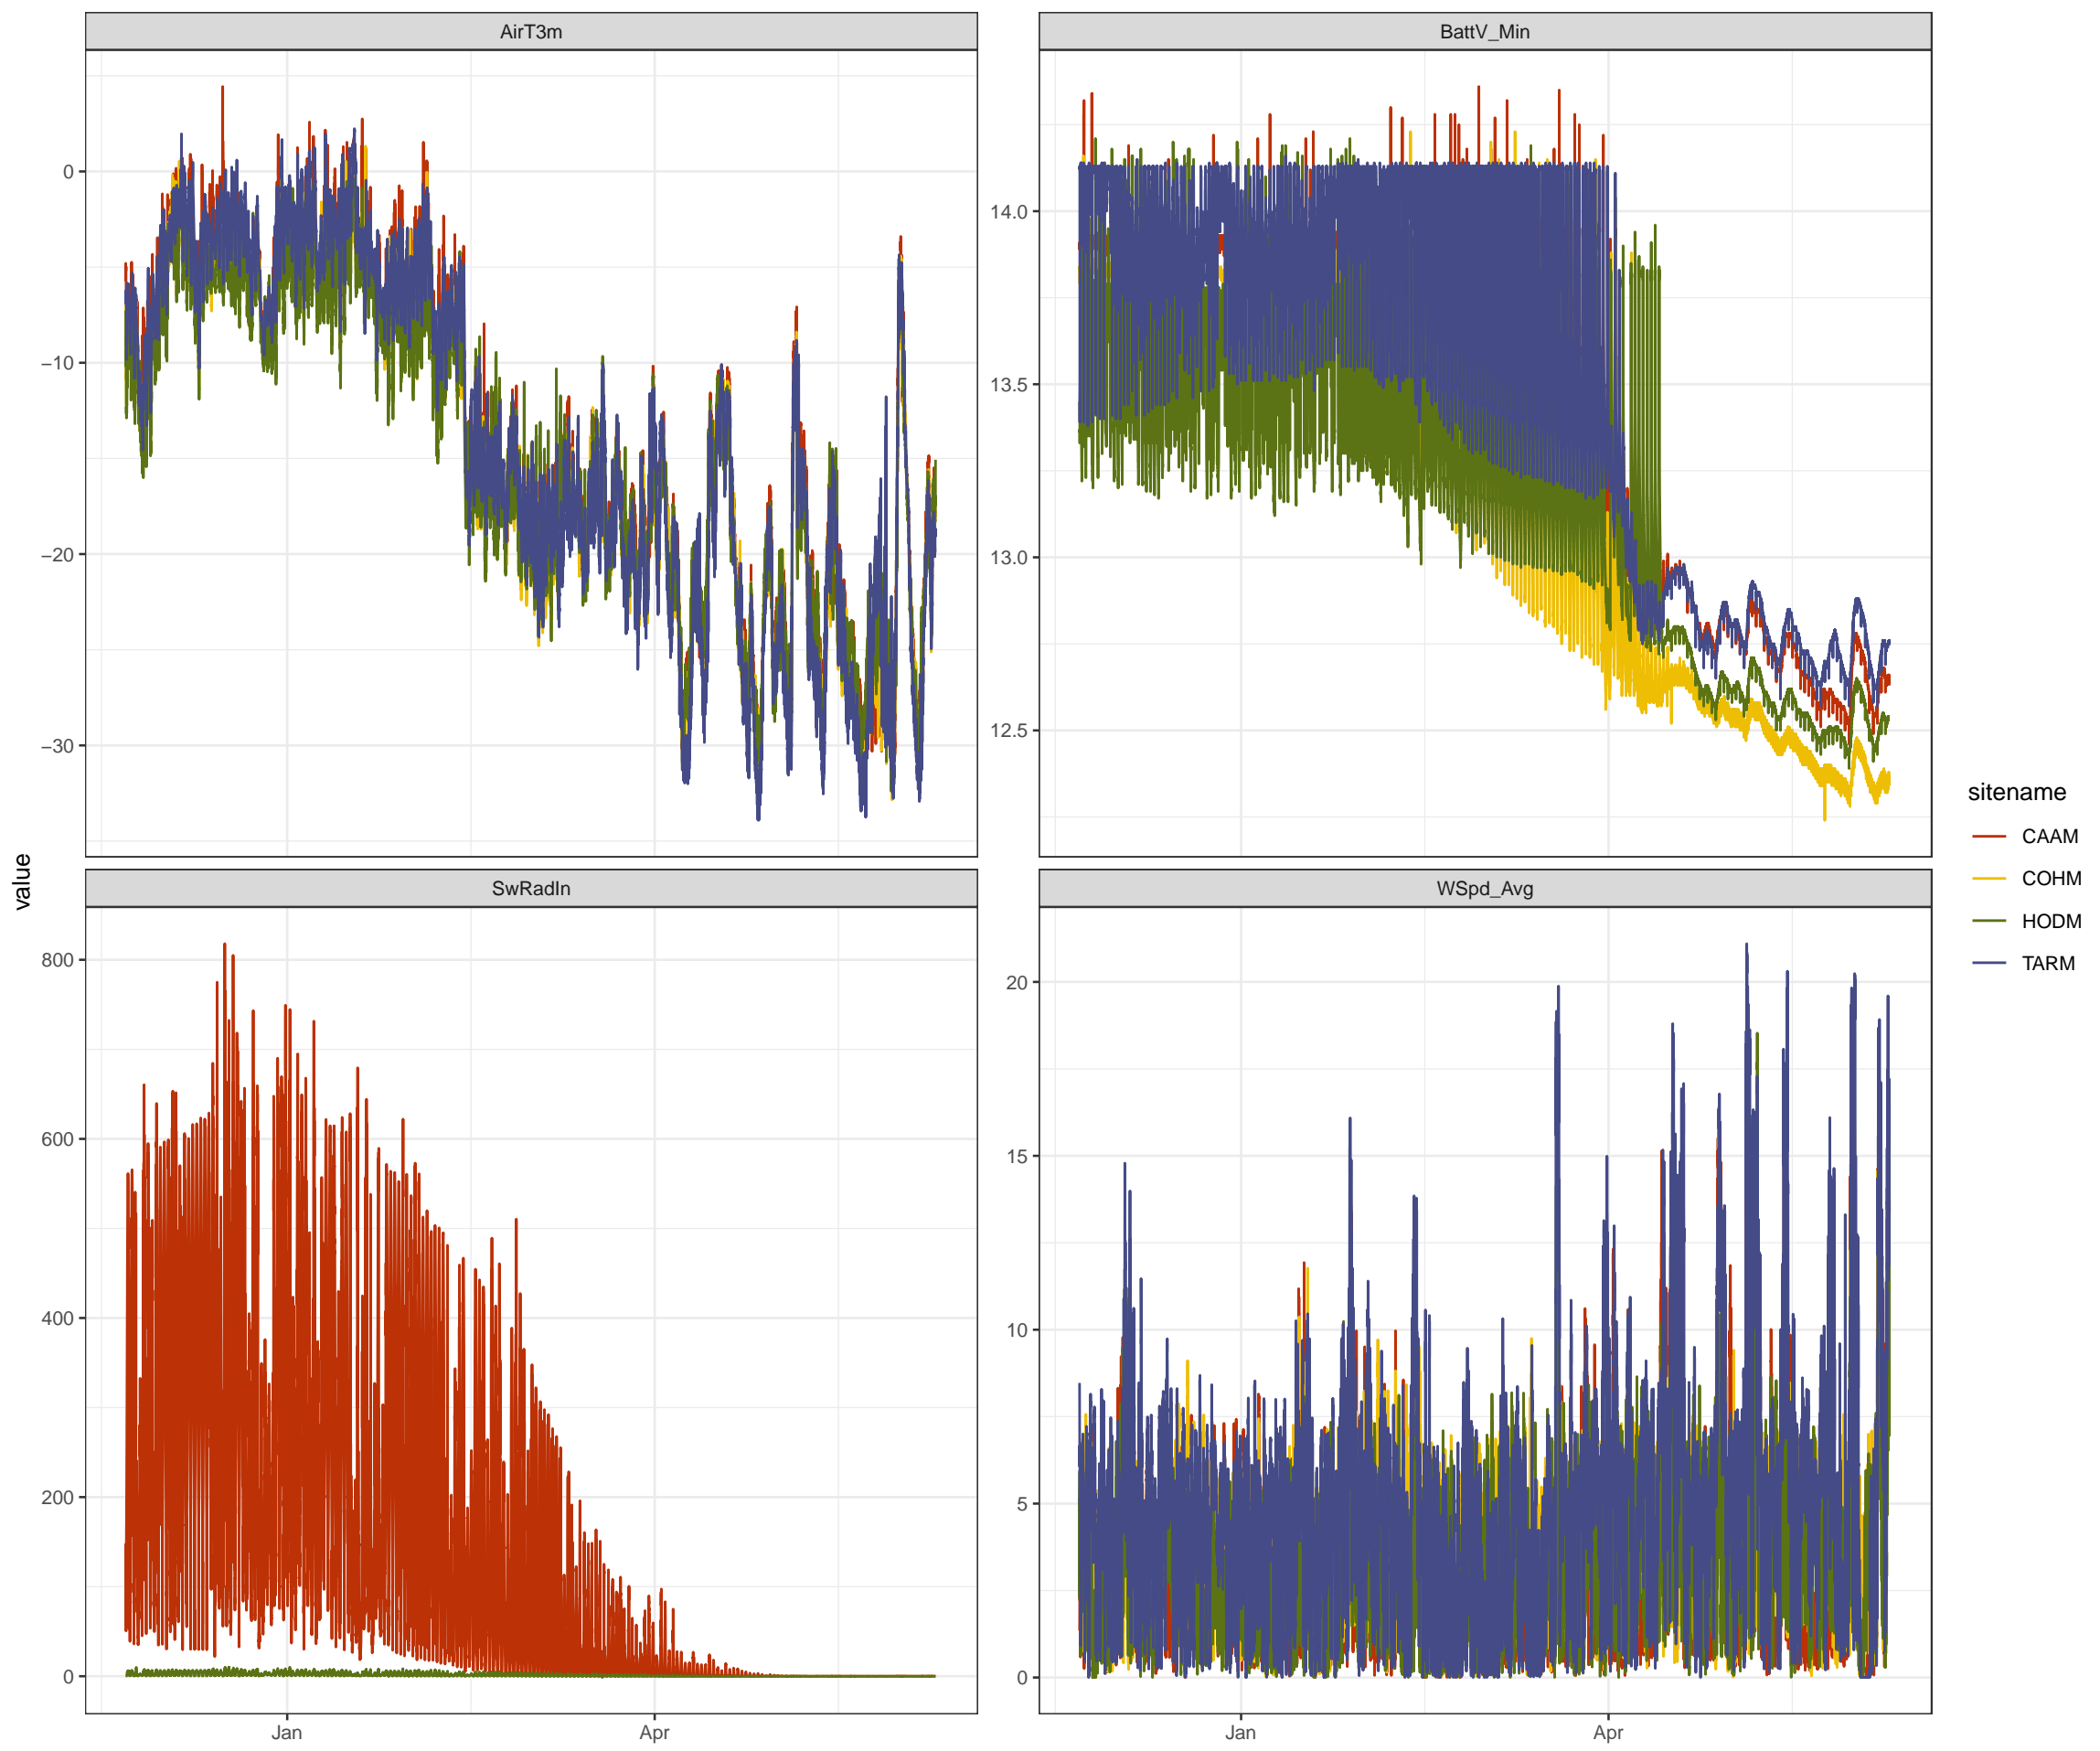 AirT3m
BattV_Min
0
−10
−20
−30
14.0
13.5
13.0
12.5
value
SwRadIn
WSpd_Avg
800
600
400
200
0
20
15
10
5
0
Jan
Apr
Jan
Apr
sitename
CAAM
COHM
HODM
TARM